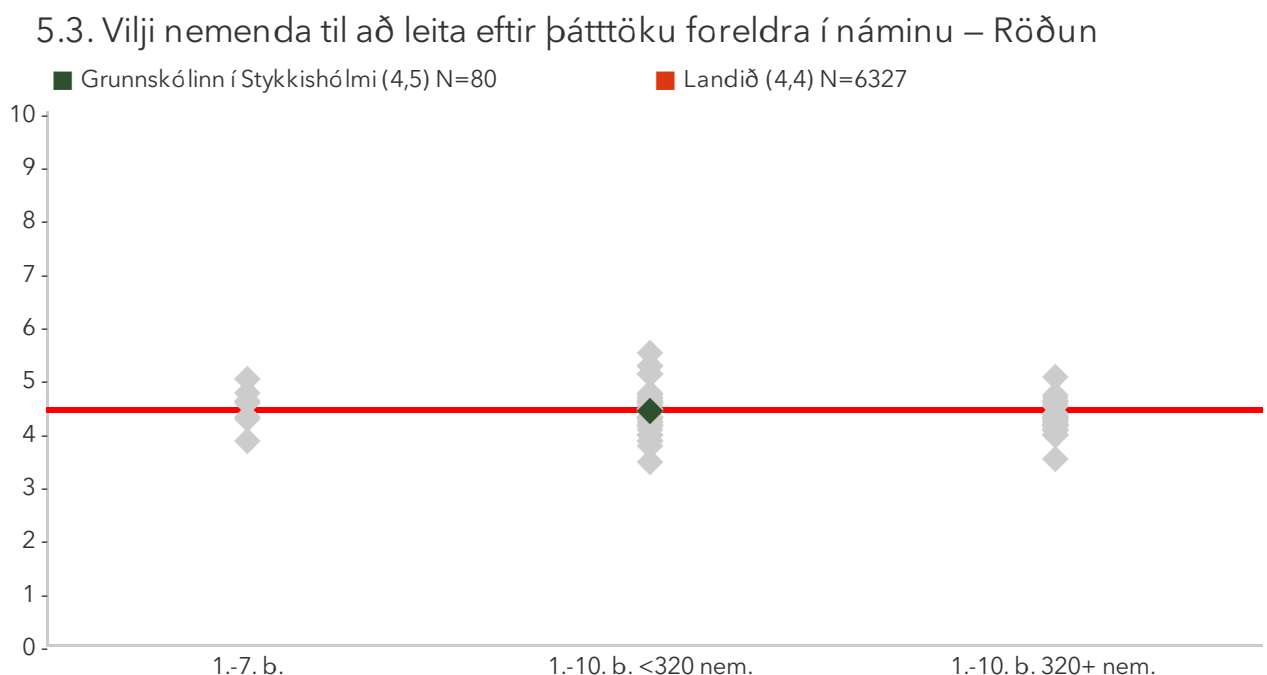 5.3. Vilji nemenda til að leita eftir þátttöku foreldra í náminu – Röðun
Grunnskólinn í Stykkishólmi (4,5) N=80
Landið (4,4) N=6327
10
9
8
7
6
5
4
3
2
1
0
1.-7. b.
1.-10. b. <320 nem.
1.-10. b. 320+ nem.